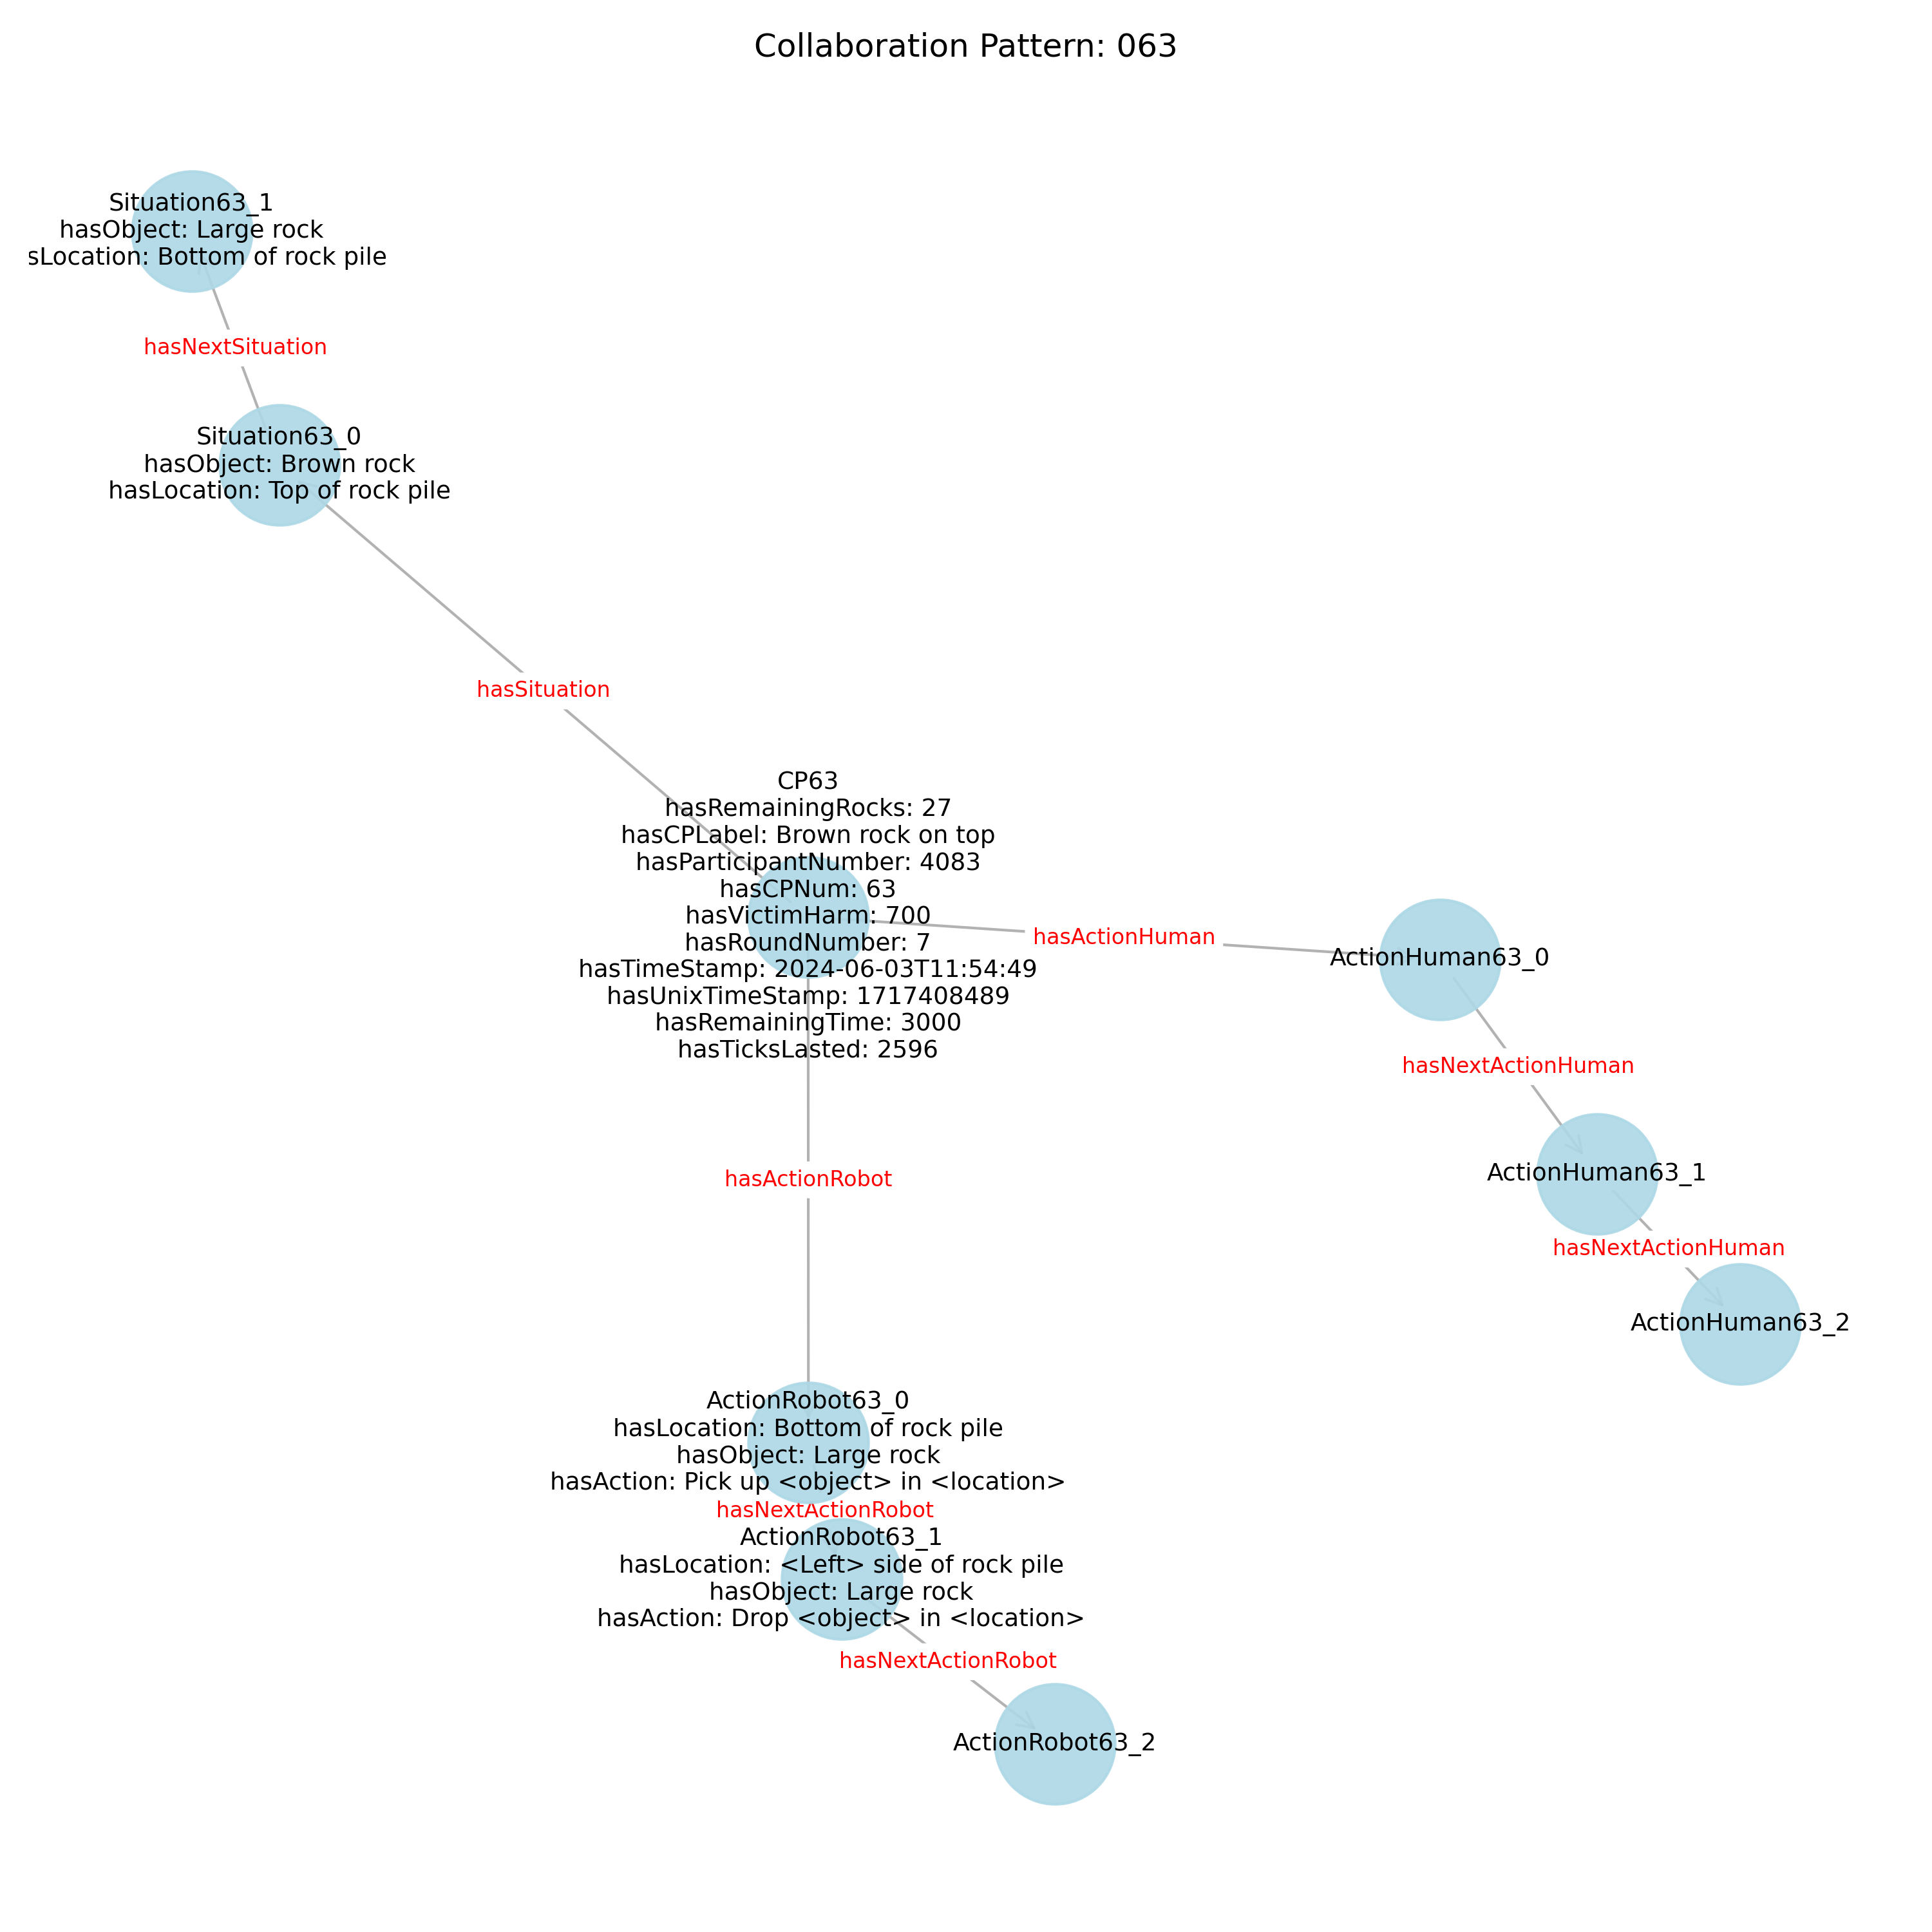 Collaboration Pattern: 063
Situation63_1
hasObject: Large rock
sLocation: Bottom of rock pile
hasNextSituation
Situation63_0
hasObject: Brown rock
hasLocation: Top of rock pile
hasSituation
CP63
hasRemainingRocks: 27
hasCPLabel: Brown rock on top
hasParticipantNumber: 4083
hasCPNum: 63
hasVictimHarm: 700
hasRoundNumber: 7
hasTimeStamp: 2024-06-03T11:54:49
hasUnixTimeStamp: 1717408489
hasRemainingTime: 3000
hasTicksLasted: 2596
hasActionHuman
ActionHuman63_0
hasNextActionHuman
ActionHuman63_1
hasNextActionHuman
ActionHuman63_2
hasActionRobot
ActionRobot63_0
hasLocation: Bottom of rock pile
hasObject: Large rock
hasAction: Pick up <object> in <location>
hasNextActionRobot
ActionRobot63_1
hasLocation: <Left> side of rock pile
hasObject: Large rock
hasAction: Drop <object> in <location>
hasNextActionRobot
ActionRobot63_2